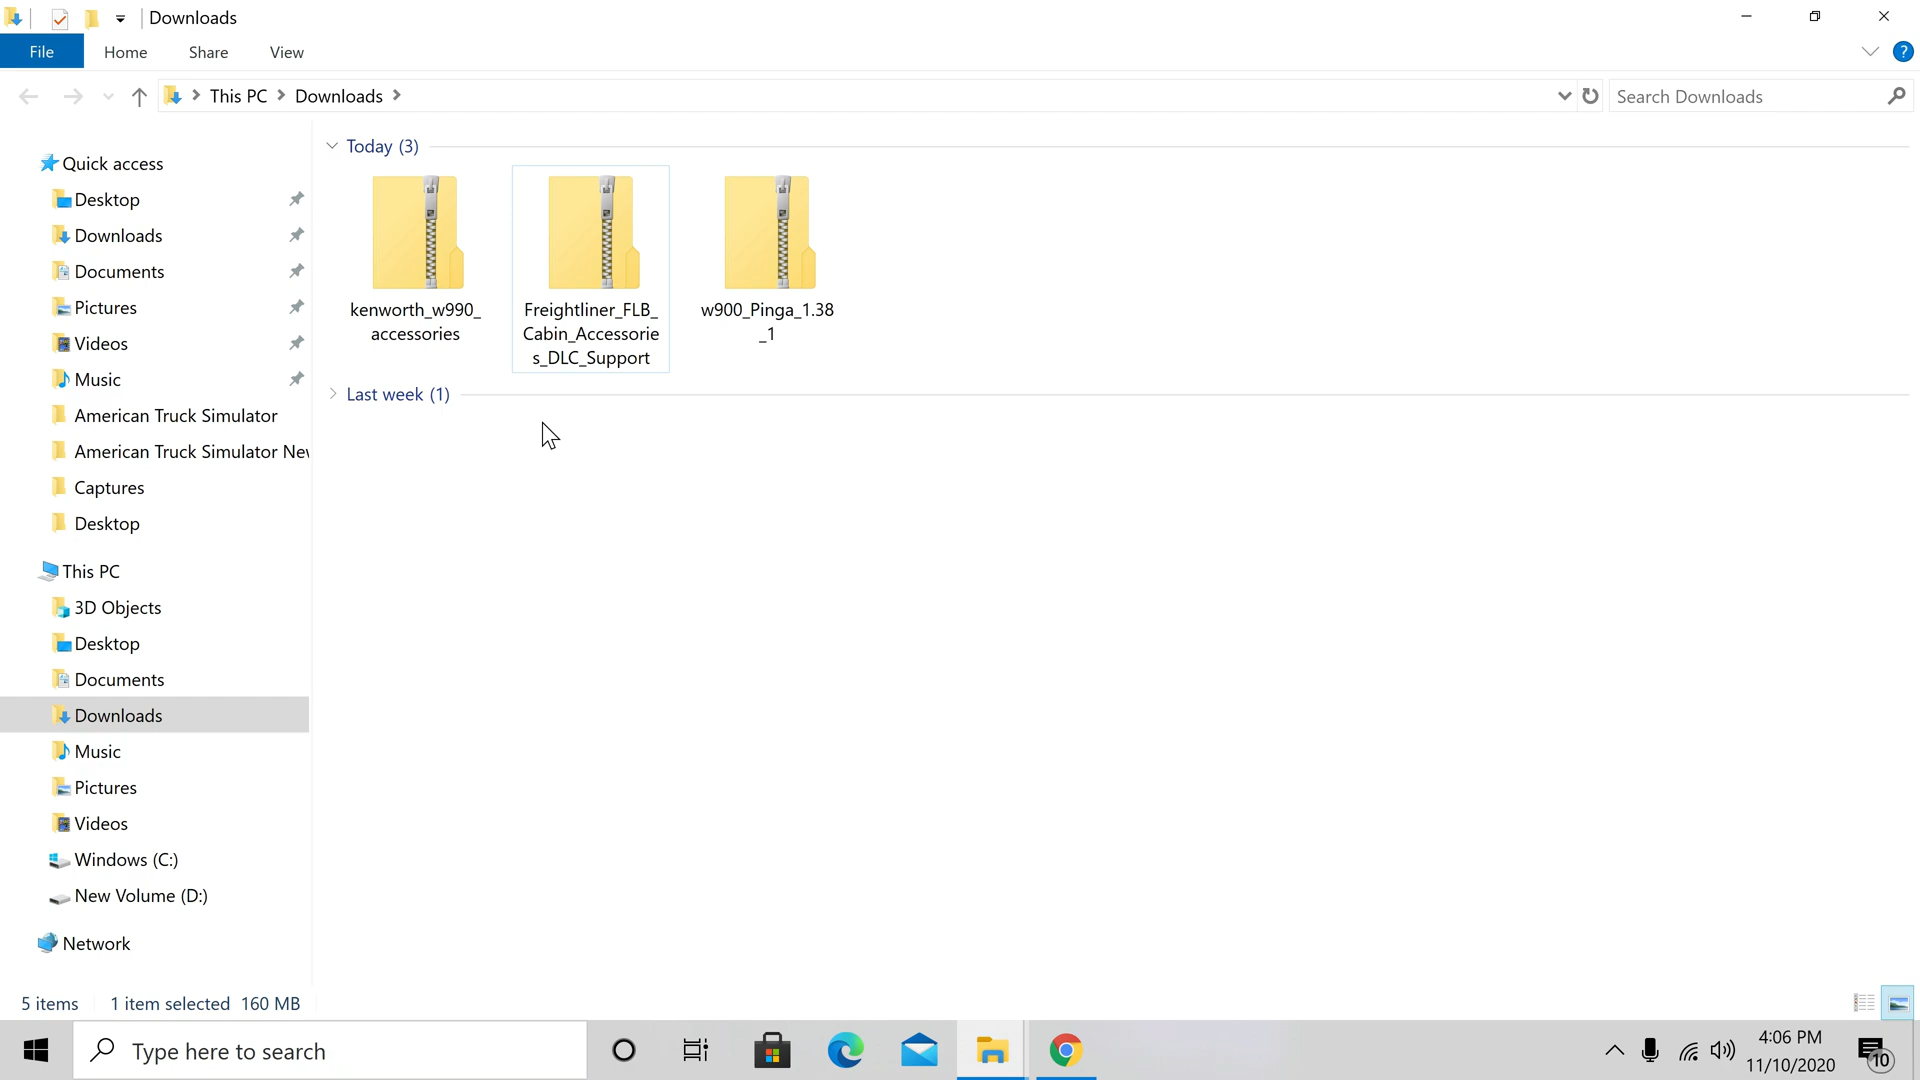 Downloads
File
Home
Share
View
?
This PC
Downloads
Search Downloads
Quick access
Desktop
Downloads
Documents
Pictures
Videos
Music
American Truck Simulator
American Truck Simulator Nev
Captures
Desktop
This PC
3D Objects
Desktop
Documents
Downloads
Music
Pictures
Videos
Windows (C:)
New Volume (D:)
Network
Today (3)
kenworth_w990_
accessories
Freightliner_FLB_
Cabin_Accessorie
s_DLC_Support
w900_Pinga_1.38
_1
Last week (1)
5 items
1 item selected 160 MB
Type here to search
4:06 PM
11/10/2020
10